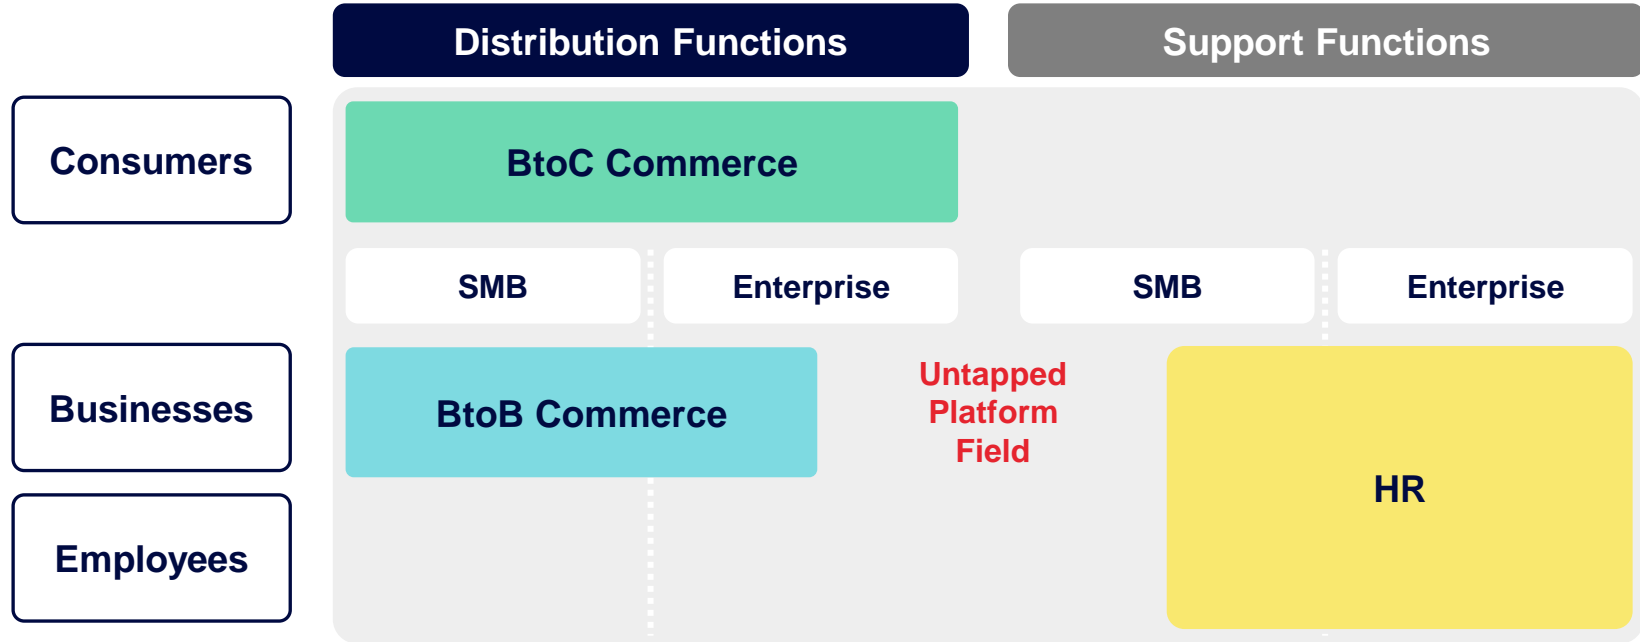 Distribution Functions
Support Functions
Consumers
BtoC Commerce
SMB
Enterprise
SMB
Enterprise
Businesses
BtoB Commerce
Untapped
Platform
Field
HR
Employees